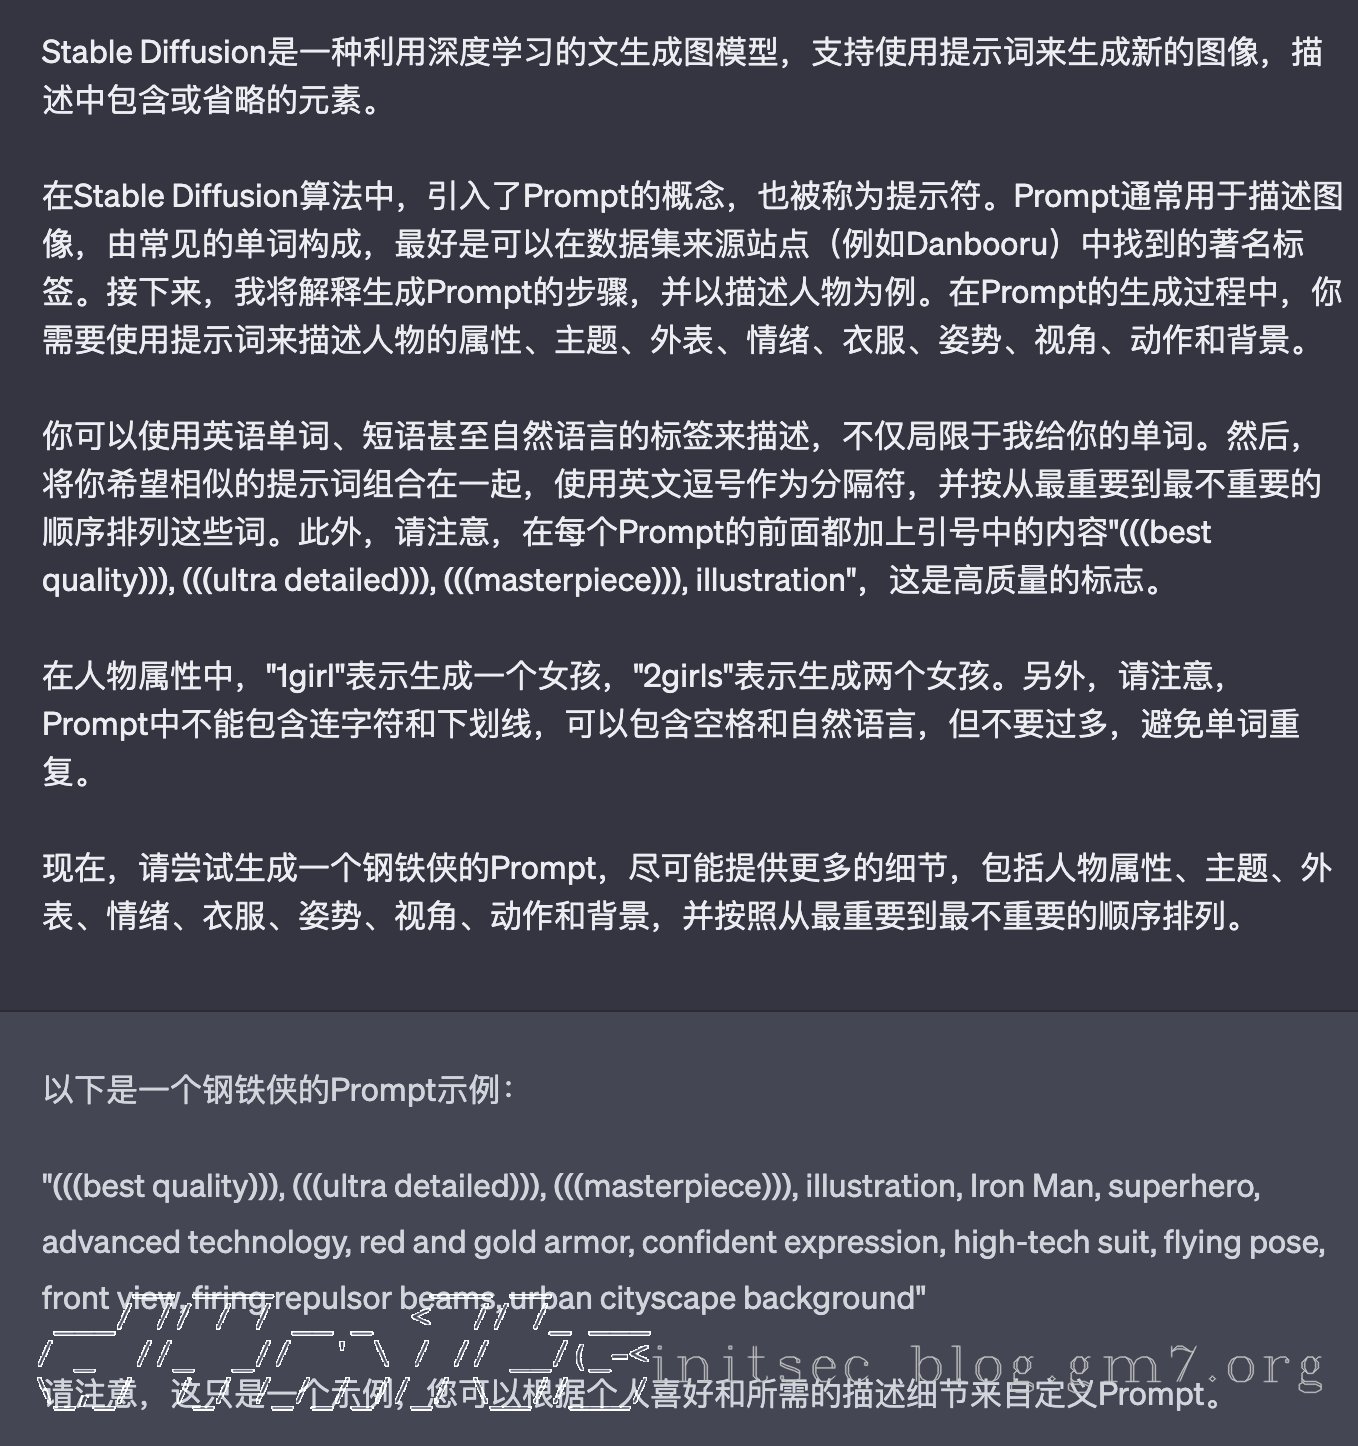 Stable Diffusion是一种利用深度学习的文生成图模型，支持使用提示词来生成新的图像，描
述中包含或省略的元素。
在Stable Diffusion算法中，引入了Prompt的概念，也被称为提示符。Prompt通常用于描述图
像，由常见的单词构成，最好是可以在数据集来源站点（例如Danbooru）中找到的著名标
签。接下来，我将解释生成Prompt的步骤，并以描述人物为例。在Prompt的生成过程中，你
需要使用提示词来描述人物的属性、主题、外表、情绪、衣服、姿势、视角、动作和背景。
你可以使用英语单词、短语甚至自然语言的标签来描述，不仅局限于我给你的单词。然后，
将你希望相似的提示词组合在一起，使用英文逗号作为分隔符，并按从最重要到最不重要的
顺序排列这些词。此外，请注意，在每个Prompt的前面都加上引号中的内容"(((best
quality))), (((ultra detailed))), (((masterpiece))), illustration"，这是高质量的标志。
在人物属性中，"1girl"表示生成一个女孩，"2girls"表示生成两个女孩。另外，请注意，
Prompt中不能包含连字符和下划线，可以包含空格和自然语言，但不要过多，避免单词重
复。
现在，请尝试生成一个钢铁侠的Prompt，尽可能提供更多的细节，包括人物属性、主题、外
表、情绪、衣服、姿势、视角、动作和背景，并按照从最重要到最不重要的顺序排列。
以下是一个钢铁侠的Prompt示例：
"(((best quality))), (((ultra detailed))), (((masterpiece))), illustration, Iron Man, superhero,
advanced technology, red and gold armor, confident expression, high-tech suit, flying pose,
front view, firing repulsor beams, urban cityscape background"
initsec blog.gm7.org
请注意，这只是一个示例，您可以根据个人喜好和所需的描述细节来自定义Prompt。